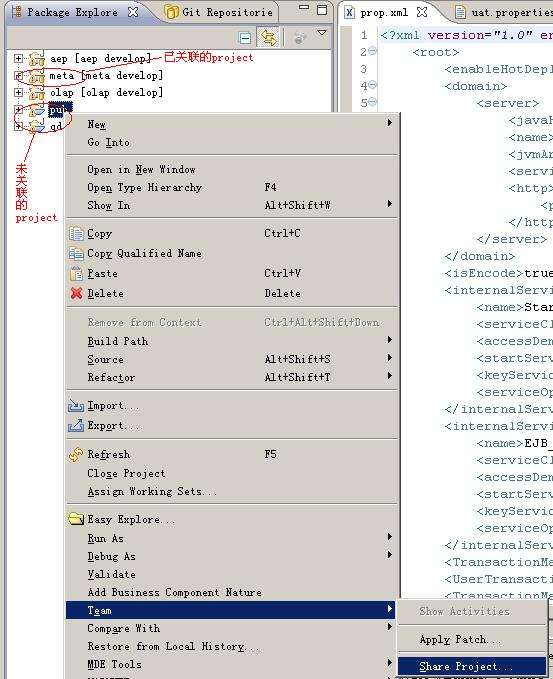 Package Explore
Git Repositorie
prop.xml
uat.properties
aep [aep develop]
已关联的project
meta [meta develop]
olap [olap develop]
pub
qd
未关联的project
New
Go Into
Open in New Window
Open Type Hierarchy F4
Show In Alt+Shift+W
Copy Ctrl+C
Copy Qualified Name
Paste Ctrl+V
Delete Delete
Remove from Context Ctrl+Alt+Shift+Down
Build Path
Source Alt+Shift+S
Refactor Alt+Shift+T
Import...
Export...
Refresh F5
Close Project
Assign Working Sets...
Easy Explore...
Run As
Debug As
Validate
Add Business Component Nature
Team
Compare With
Restore from Local History...
MDE Tools
Show Activities
Apply Patch...
Share Project...
1 <?xml version="1.0" en
2 <root>
3 <enableHotDepl
4 <domain>
5 <server>
<javaH
<name>
<jvmAr
<servi
<http>
<p
</http
</server>
</domain>
<isEncode>true
<internalServi
<name>Star
<serviceCl
<accessDem
<startServ
<keyServic
<serviceOp
</internalServ
<internalServi
<name>EJB_
<serviceCl
<accessDem
<startServ
<keyServic
<serviceOp
</internalServ
<TransactionMa
<UserTransacti
<TransactionMa